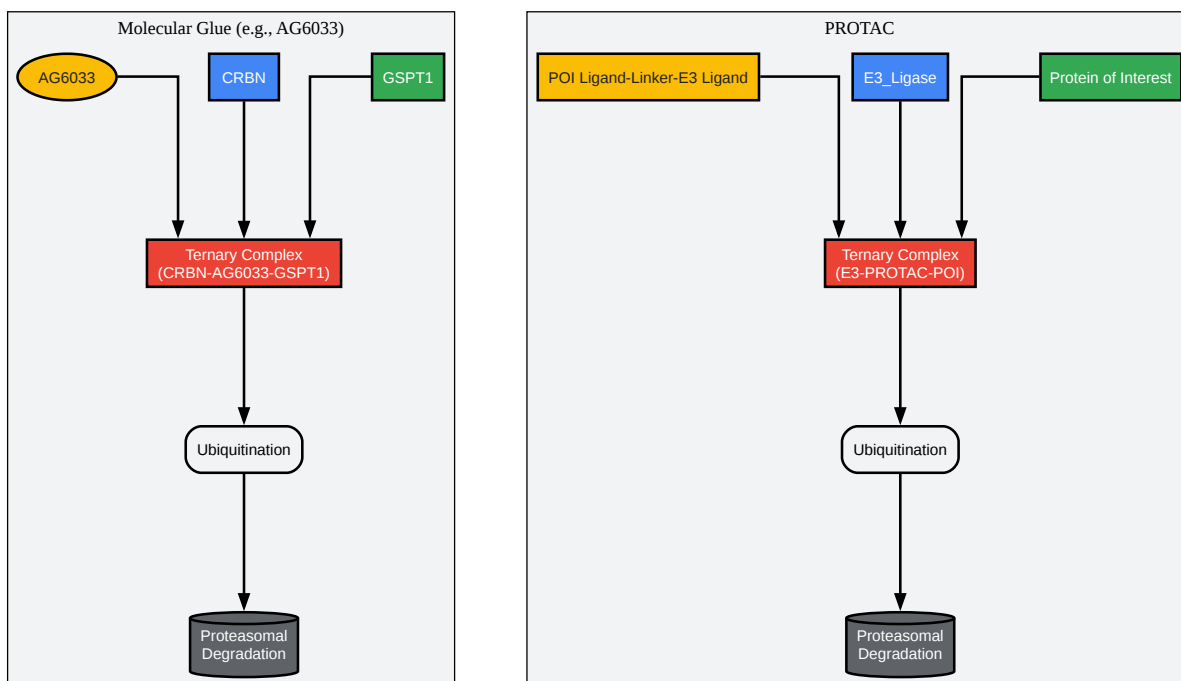 Molecular Glue (e.g., AG6033)
AG6033
CRBN
GSPT1
Ternary Complex
(CRBN-AG6033-GSPT1)
Ubiquitination
Proteasomal
Degradation
PROTAC
POI Ligand-Linker-E3 Ligand
E3_Ligase
Protein of Interest
Ternary Complex
(E3-PROTAC-POI)
Ubiquitination
Proteasomal
Degradation